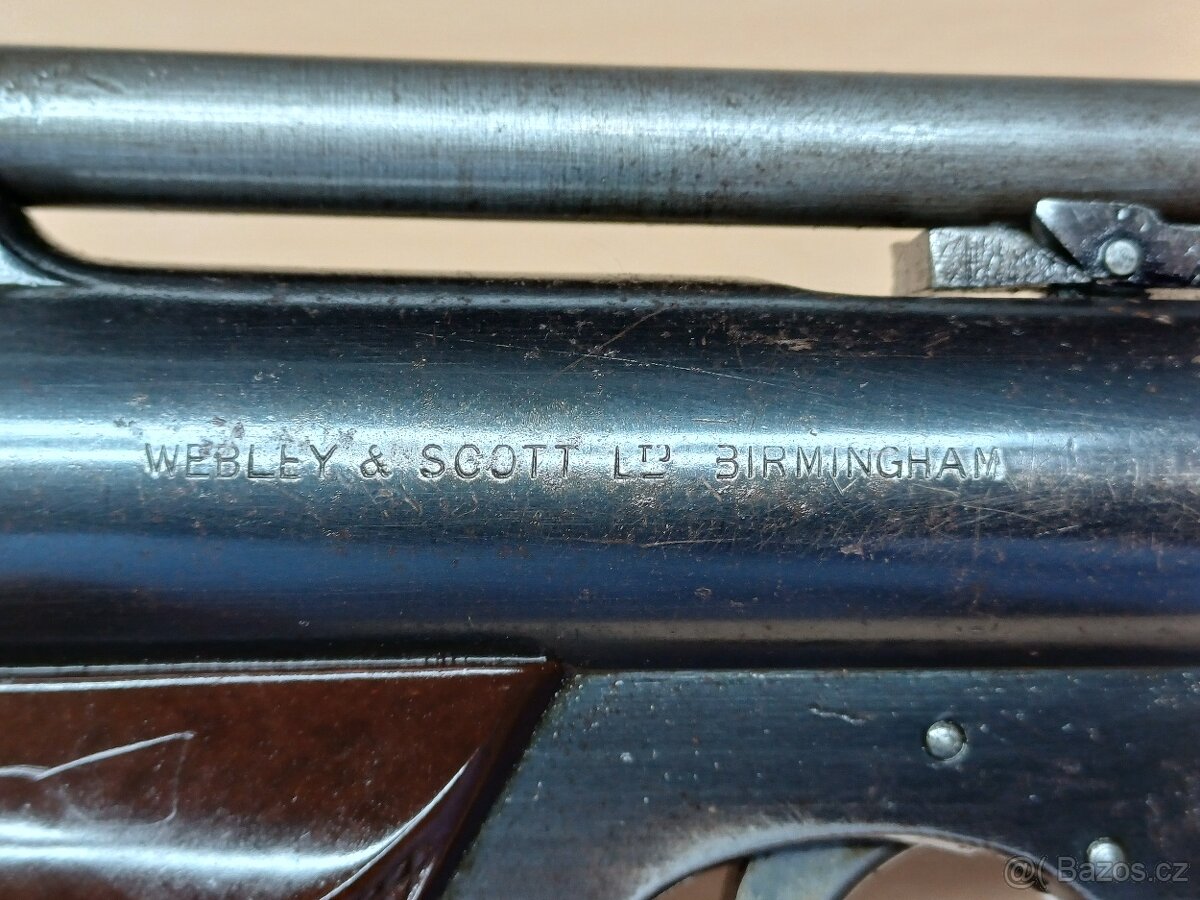 WEBLEY & SCOTT LTD BIRMINGHAM
@( Bazos.cz